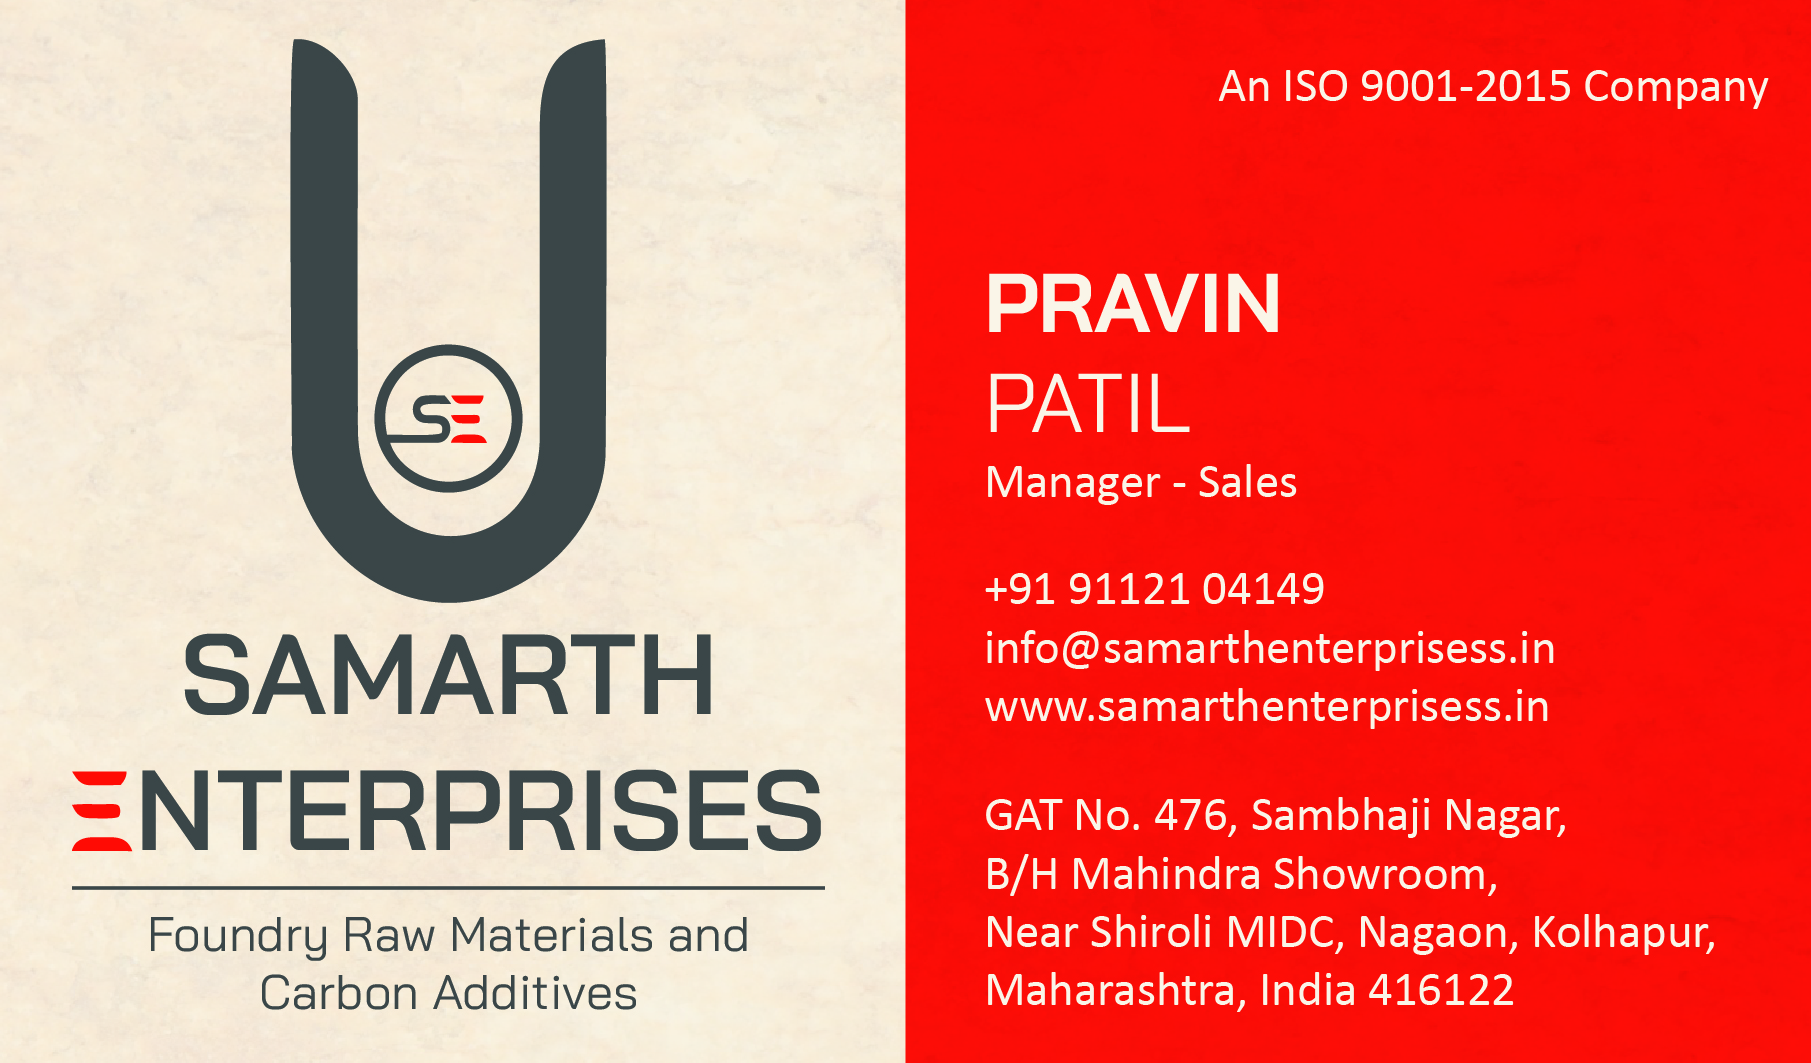 SE
SAMARTH
ENTERPRISES
Foundry Raw Materials and
Carbon Additives
An ISO 9001-2015 Company
PRAVIN
PATIL
Manager - Sales
+91 91121 04149
info@samarthenterprisess.in
www.samarthenterprisess.in
GAT No. 476, Sambhaji Nagar,
B/H Mahindra Showroom,
Near Shiroli MIDC, Nagaon, Kolhapur,
Maharashtra, India 416122